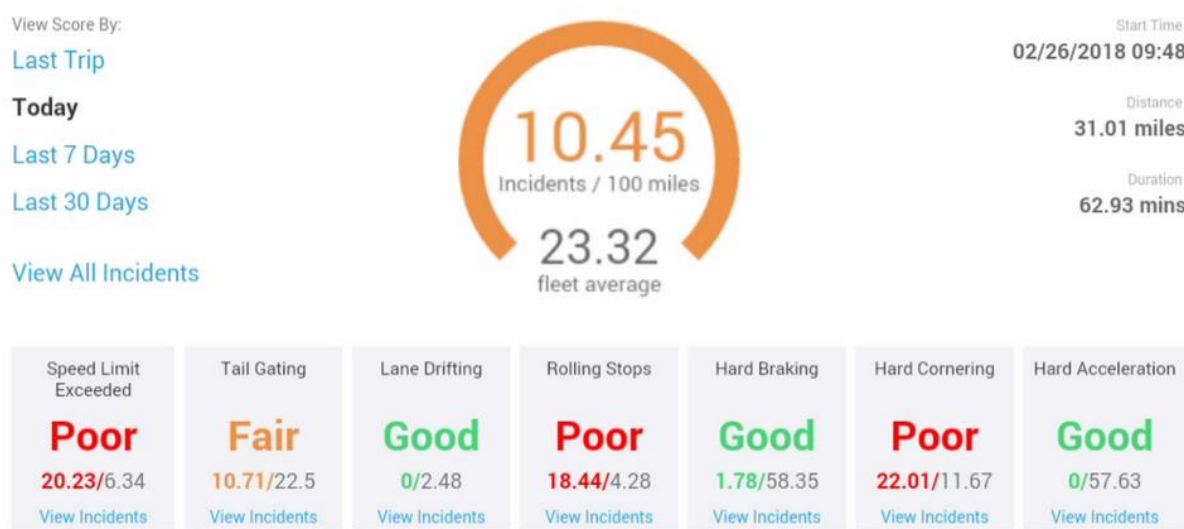 View Score By:
Last Trip
Today
Last 7 Days
Last 30 Days
View All Incidents
10.45
Incidents / 100 miles
23.32
fleet average
Start Time
02/26/2018 09:48
Distance
31.01 miles
Duration
62.93 mins
Speed Limit
Exceeded
Poor
20.23/6.34
View Incidents
Tail Gating
Fair
10.71/22.5
View Incidents
Lane Drifting
Good
0/2.48
View Incidents
Rolling Stops
Poor
18.44/4.28
View Incidents
Hard Braking
Good
1.78/58.35
View Incidents
Hard Cornering
Poor
22.01/11.67
View Incidents
Hard Acceleration
Good
0/57.63
View Incidents